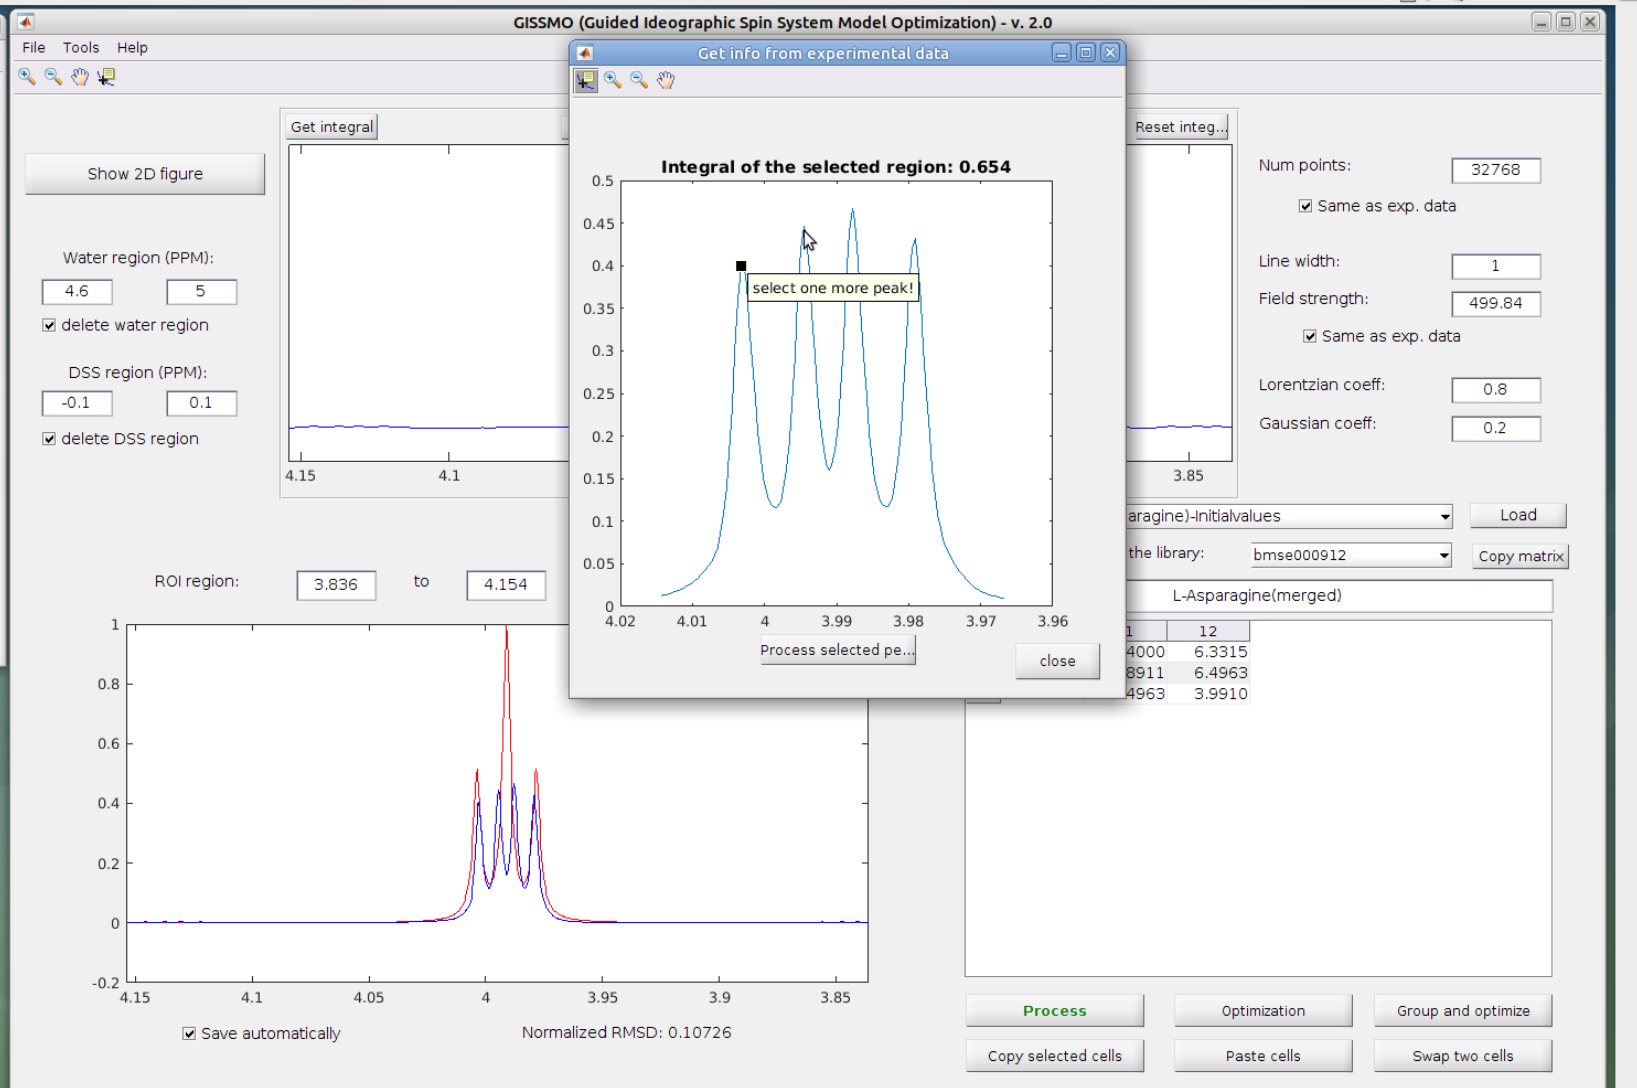 GISSMO (Guided Ideographic Spin System Model Optimization) - v. 2.0
File Tools Help
Get info from experimental data
Get integral
Reset integ...
Show 2D figure
Water region (PPM):
4.6 5
delete water region
DSS region (PPM):
-0.1 0.1
delete DSS region
4.15 4.1 3.85
Integral of the selected region: 0.654
0.5
0.45
0.4
0.35
0.3
0.25
0.2
0.15
0.1
0.05
0
select one more peak!
4.02 4.01 4 3.99 3.98 3.97 3.96
Process selected pe...
close
Num points: 32768
Same as exp. data
Line width: 1
Field strength: 499.84
Same as exp. data
Lorentzian coeff: 0.8
Gaussian coeff: 0.2
aragine)-Initialvalues Load
the library: bmse000912 Copy matrix
L-Asparagine(merged)
1 12
4000 6.3315
8911 6.4963
4963 3.9910
ROI region: 3.836 to 4.154
1
0.8
0.6
0.4
0.2
0
-0.2
4.15 4.1 4.05 4 3.95 3.9 3.85
Save automatically Normalized RMSD: 0.10726
Process Optimization Group and optimize
Copy selected cells Paste cells Swap two cells